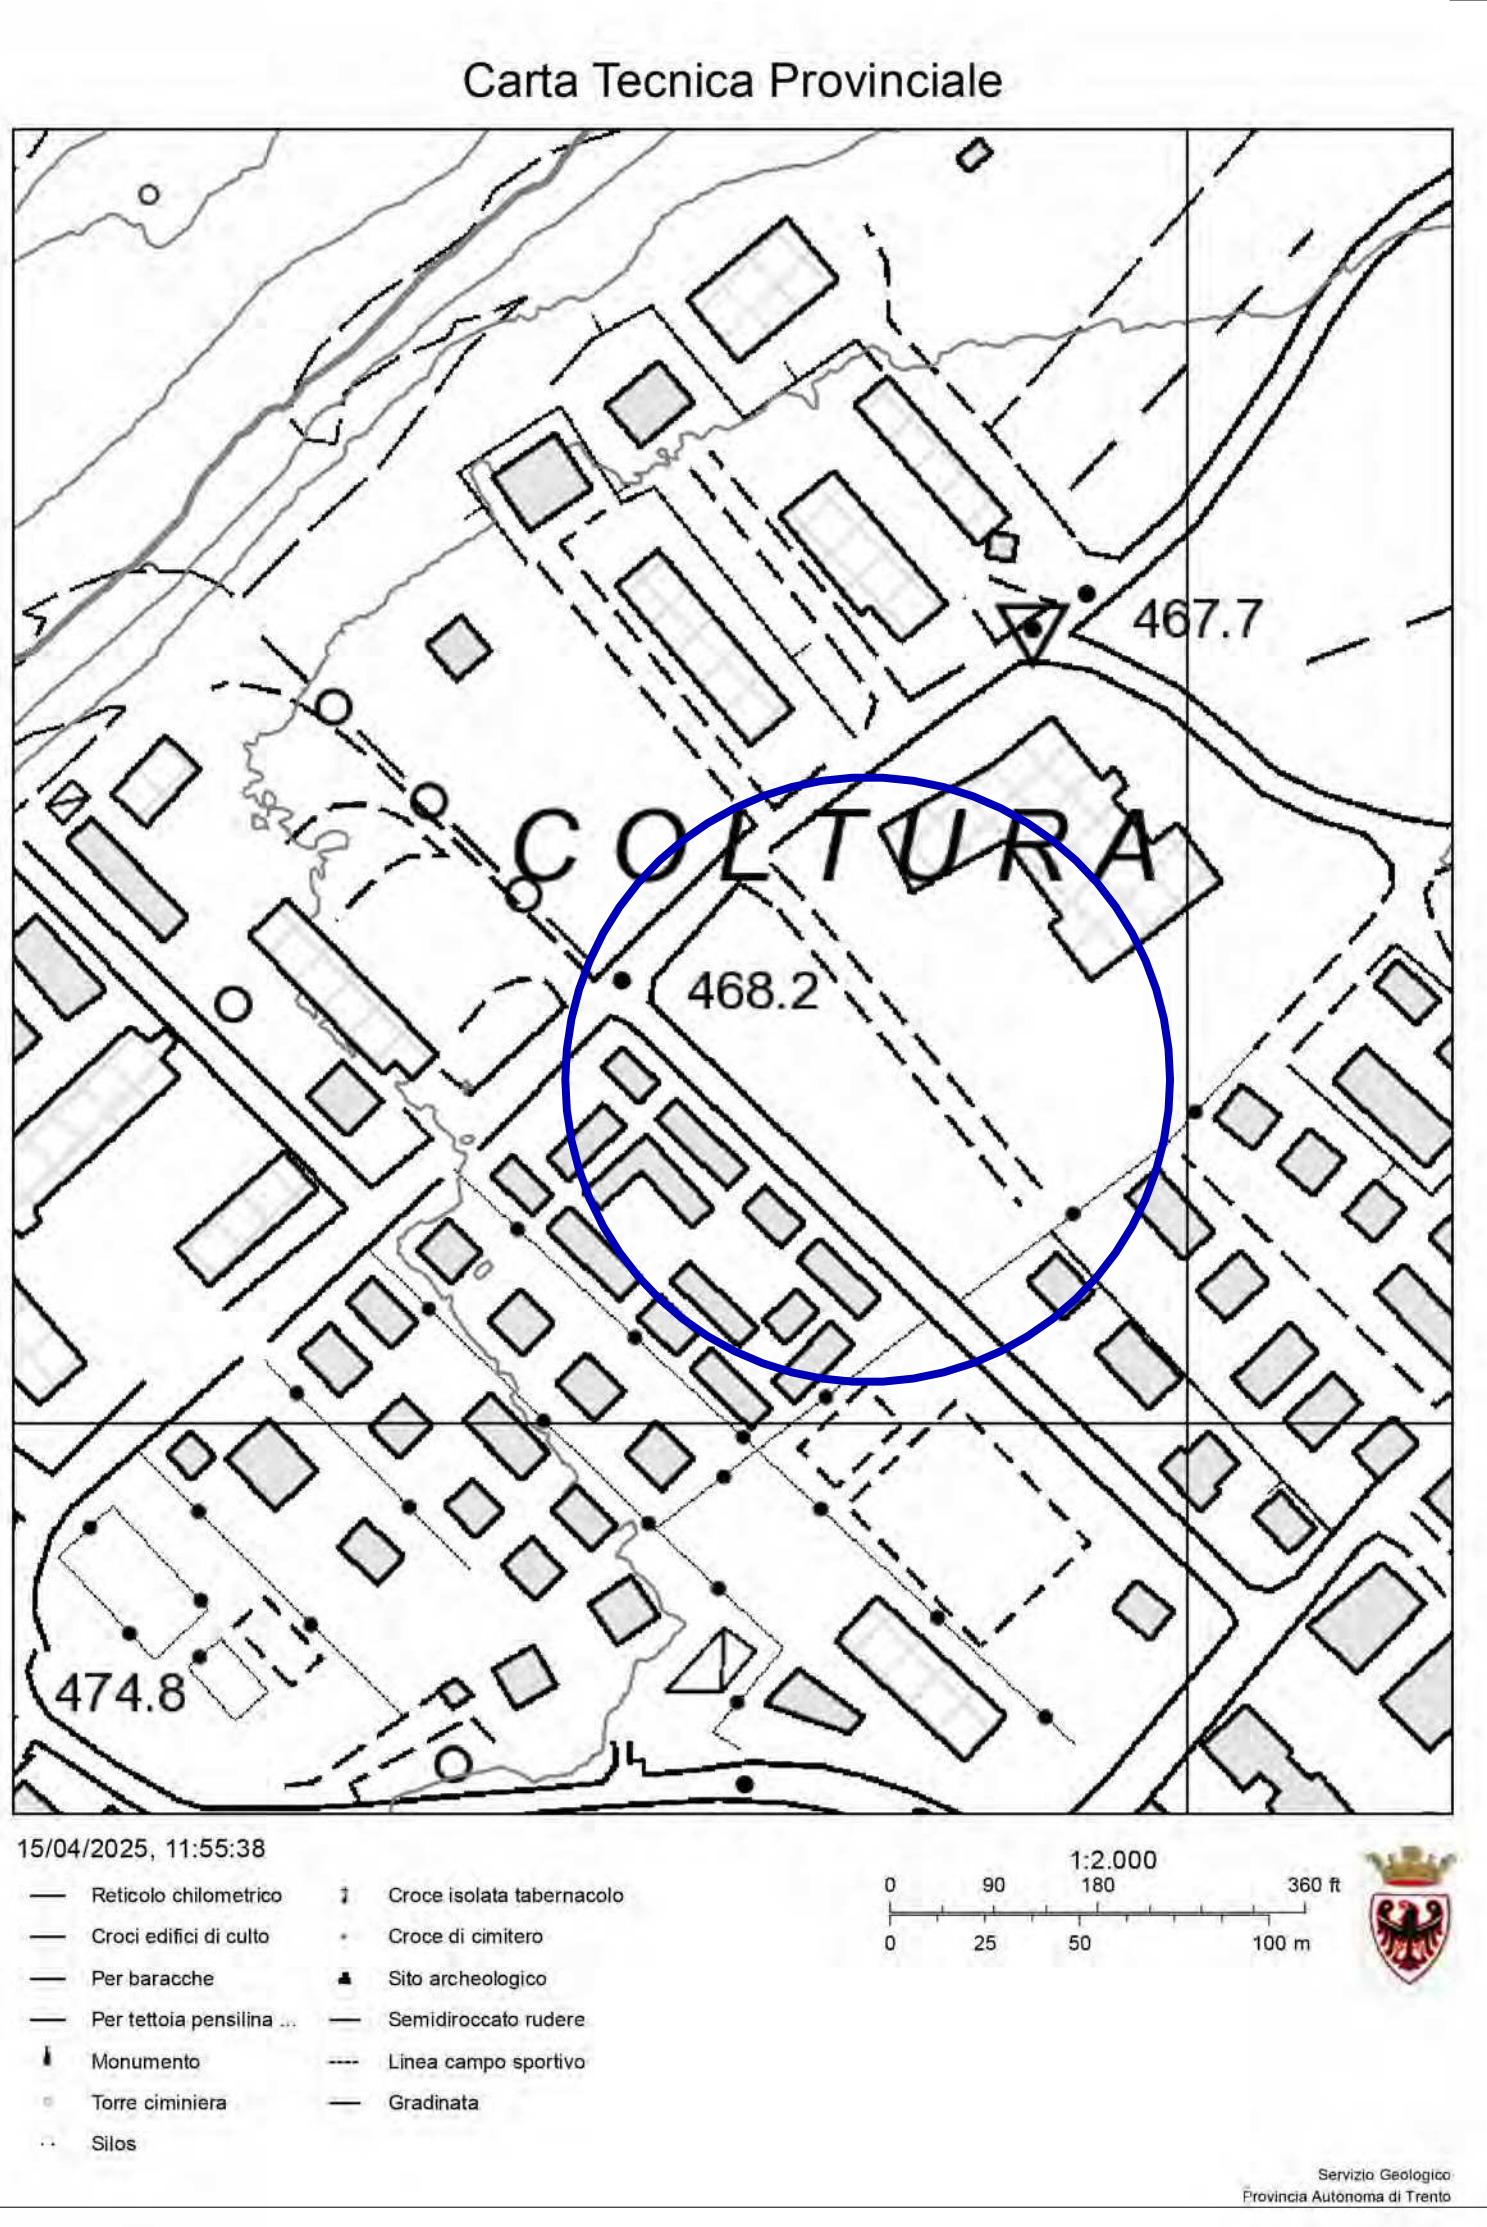 Carta Tecnica Provinciale
467.7
COLTURA
468.2
474.8
15/04/2025, 11:55:38
Reticolo chilometrico
Croci edifici di culto
Per baracche
Per tettoia pensilina ...
Monumento
Torre ciminiera
Silos
Croce isolata tabernacolo
Croce di cimitero
Sito archeologico
Semidiroccato rudere
Linea campo sportivo
Gradinata
1:2.000
0 90 180 360 ft
0 25 50 100 m
Servizio Geologico
Provincia Autonoma di Trento